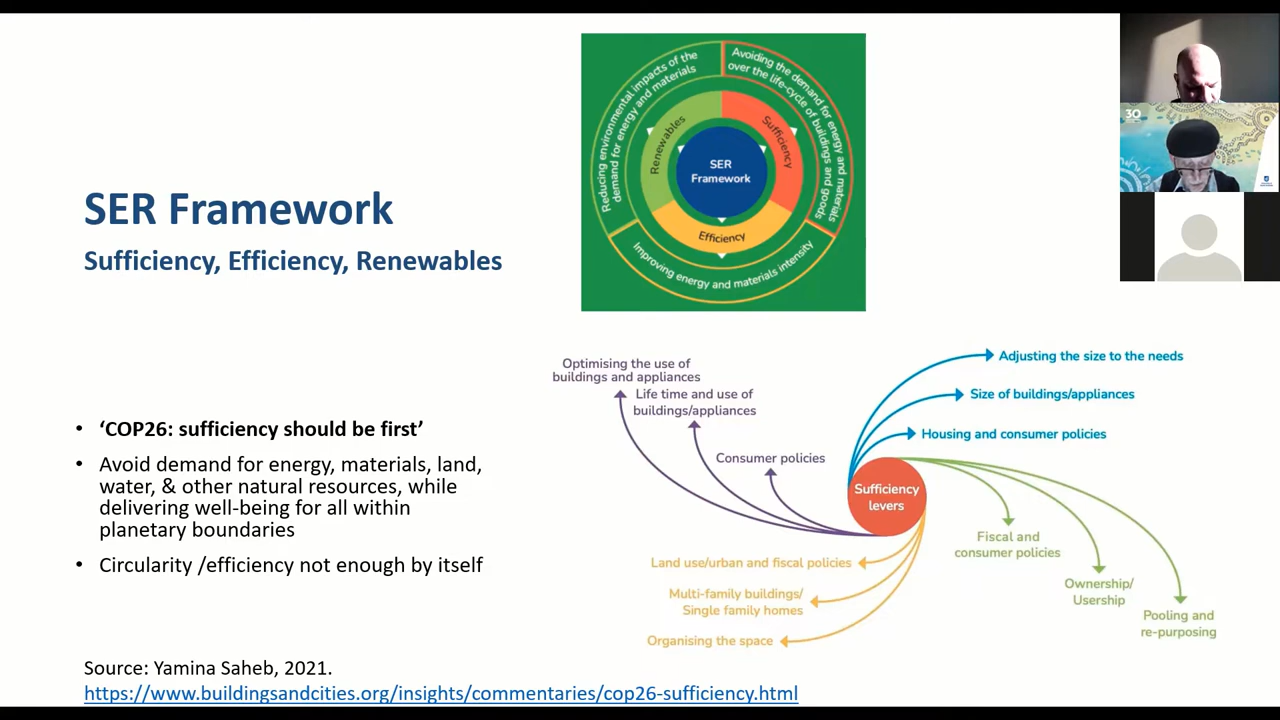 SER Framework
Sufficiency, Efficiency, Renewables
‘COP26: sufficiency should be first’
Avoid demand for energy, materials, land,
water, & other natural resources, while
delivering well-being for all within
planetary boundaries
Circularity /efficiency not enough by itself
Source: Yamina Saheb, 2021.
https://www.buildingsandcities.org/insights/commentaries/cop26-sufficiency.html
Reducing environmental impacts of the
demand for energy and materials
Avoiding the demand for energy and materials
over the life-cycle of buildings and goods
Renewables
Sufficiency
SER
Framework
Efficiency
Improving energy and materials intensity
Optimising the use of
buildings and appliances
Life time and use of
buildings/appliances
Consumer policies
Adjusting the size to the needs
Size of buildings/appliances
Housing and consumer policies
Sufficiency
levers
Fiscal and
consumer policies
Ownership/
Usership
Pooling and
re-purposing
Land use/urban and fiscal policies
Multi-family buildings/
Single family homes
Organising the space
30